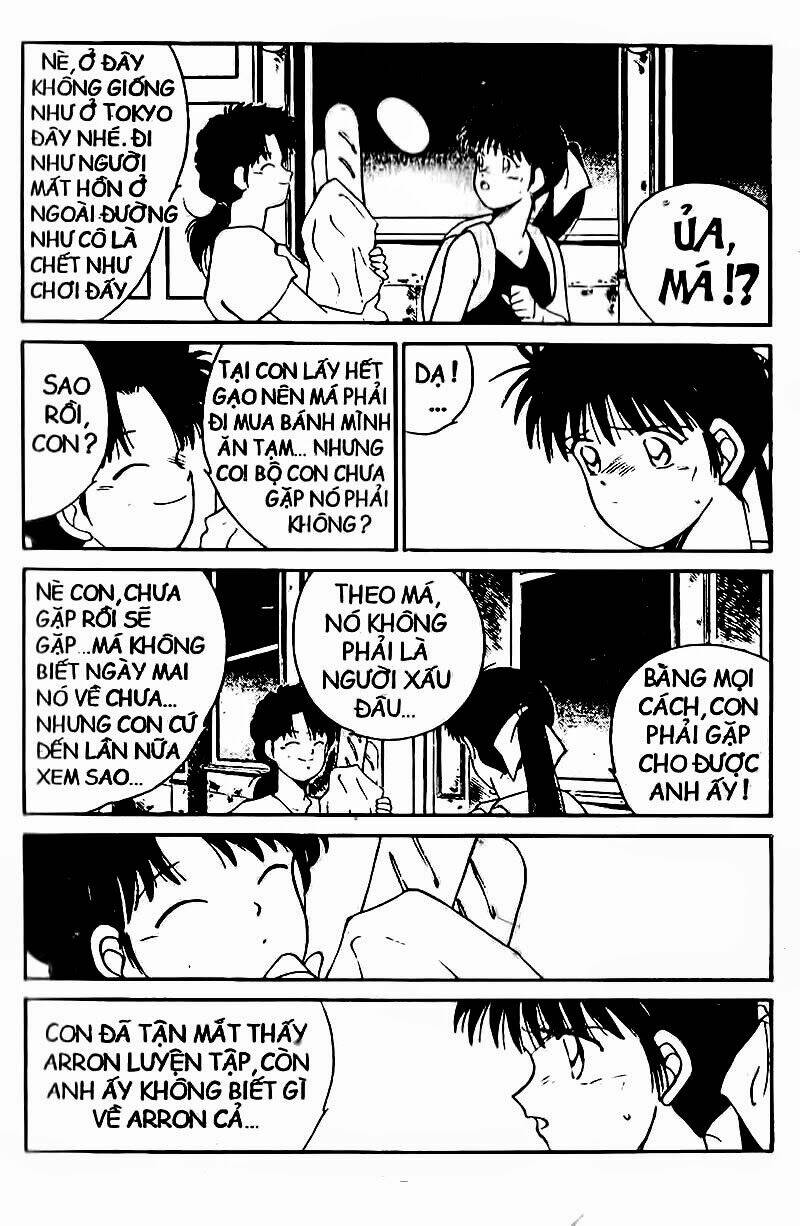 NÈ, Ở ĐÂY
KHÔNG GIỐNG
NHƯ Ở TOKYO
ĐÂY NHÉ. ĐI
NHƯ NGƯỜI
MẤT HỒN Ở
NGOÀI ĐƯỜNG
NHƯ CÔ LÀ
CHẾT NHƯ
CHƠI ĐẤY
ỦA,
MÁ!?
SAO
RỒI,
CON?
TẠI CON LẤY HẾT
GẠO NÊN MÁ PHẢI
ĐI MUA BÁNH MÌNH
ĂN TẠM... NHƯNG
COI BỘ CON CHƯA
GẶP NÓ PHẢI
KHÔNG?
DẠ!
...
NÈ CON, CHƯA
GẶP RỒI SẼ
GẶP...MÁ KHÔNG
BIẾT NGÀY MAI
NÓ VỀ CHƯA...
NHƯNG CON CỨ
DẾN LẦN NỮA
XEM SAO...
THEO MÁ,
NÓ KHÔNG
PHẢI LÀ
NGƯỜI XẤU
ĐÂU...
BẰNG MỌI
CÁCH, CON
PHẢI GẶP
CHO ĐƯỢC
ANH ẤY!
CON ĐÃ TẬN MẮT THẤY
ARRON LUYỆN TẬP, CÒN
ANH ẤY KHÔNG BIẾT GÌ
VỀ ARRON CẢ...